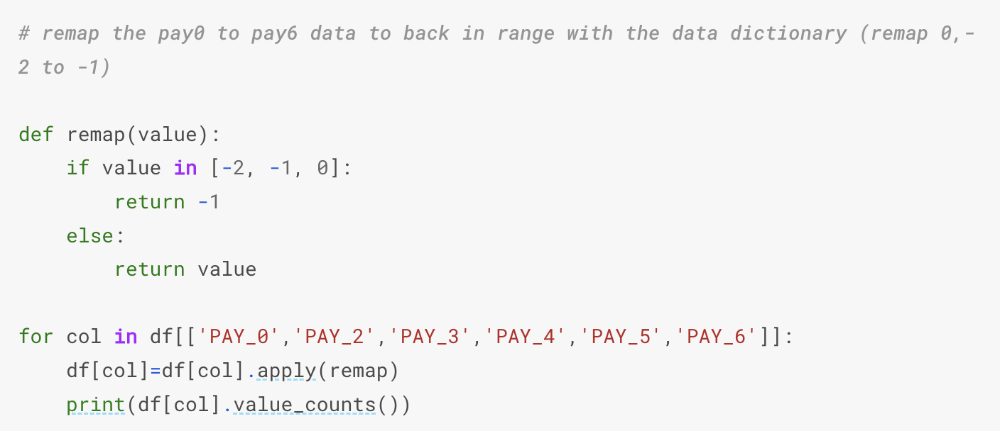 # remap the pay0 to pay6 data to back in range with the data dictionary (remap 0,-
2 to -1)
def remap(value):
    if value in [-2, -1, 0]:
        return -1
    else:
        return value
for col in df[['PAY_0','PAY_2','PAY_3','PAY_4','PAY_5','PAY_6']]:
    df[col]=df[col].apply(remap)
    print(df[col].value_counts())